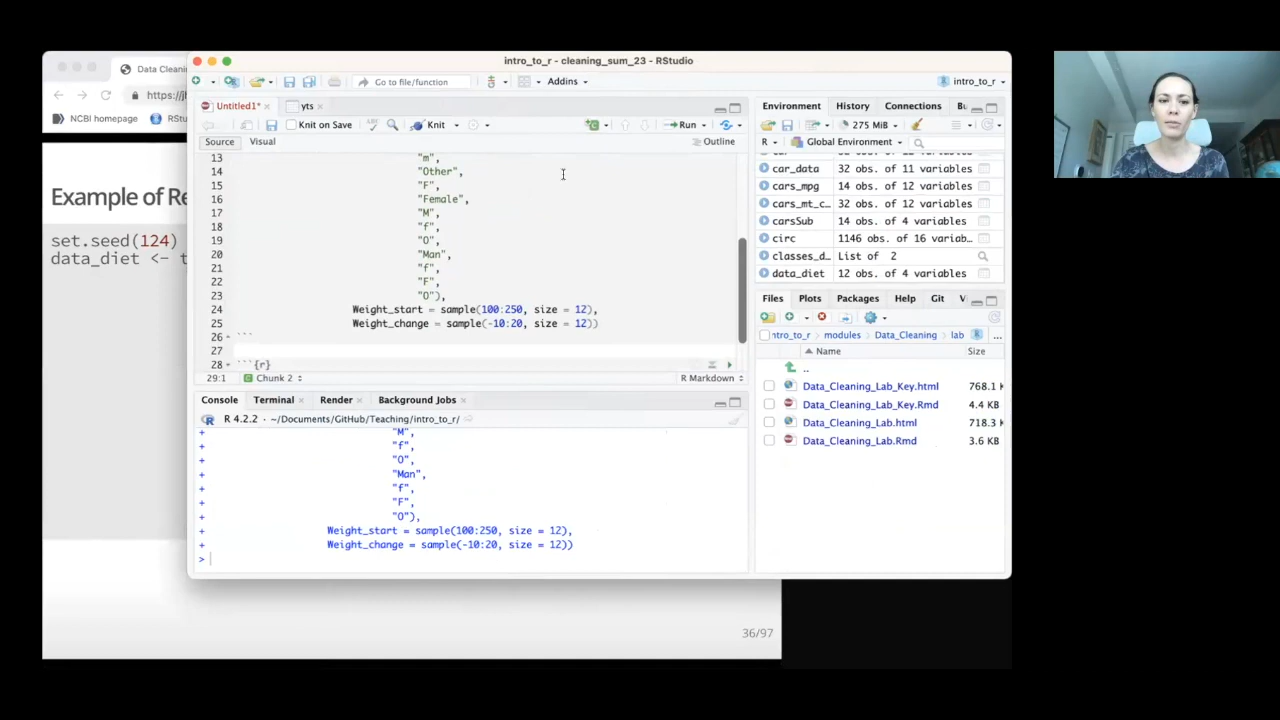 intro_to_r - cleaning_sum_23 - RStudio
Data Cleani
https://jl
NCBI homepage
RStu
Go to file/function
Addins
intro_to_r
Untitled1*
yts
Knit on Save
Knit
Run
Source
Visual
Outline
13 "m",
14 "Other",
15 "F",
16 "Female",
17 "M",
18 "f",
19 "O",
20 "Man",
21 "f",
22 "F",
23 "O"),
24 Weight_start = sample(100:250, size = 12),
25 Weight_change = sample(-10:20, size = 12))
26 ```
27
28 ```{r}
29:1
Chunk 2
R Markdown
Console
Terminal
Render
Background Jobs
R 4.2.2 · ~/Documents/GitHub/Teaching/intro_to_r/
+ "M",
+ "f",
+ "O",
+ "Man",
+ "f",
+ "F",
+ "O"),
+ Weight_start = sample(100:250, size = 12),
+ Weight_change = sample(-10:20, size = 12))
>
Environment
History
Connections
Bu
275 MiB
R
Global Environment
car_data 32 obs. of 11 variables
cars_mpg 14 obs. of 12 variables
cars_mt_c… 32 obs. of 12 variables
carsSub 14 obs. of 4 variables
circ 1146 obs. of 16 variab…
classes_d… List of 2
data_diet 12 obs. of 4 variables
Files
Plots
Packages
Help
Git
V
ntro_to_r
modules
Data_Cleaning
lab
...
Name
Size
..
Data_Cleaning_Lab_Key.html 768.1 K
Data_Cleaning_Lab_Key.Rmd 4.4 KB
Data_Cleaning_Lab.html 718.3 K
Data_Cleaning_Lab.Rmd 3.6 KB
Example of Re
set.seed(124)
data_diet <- t
36/97